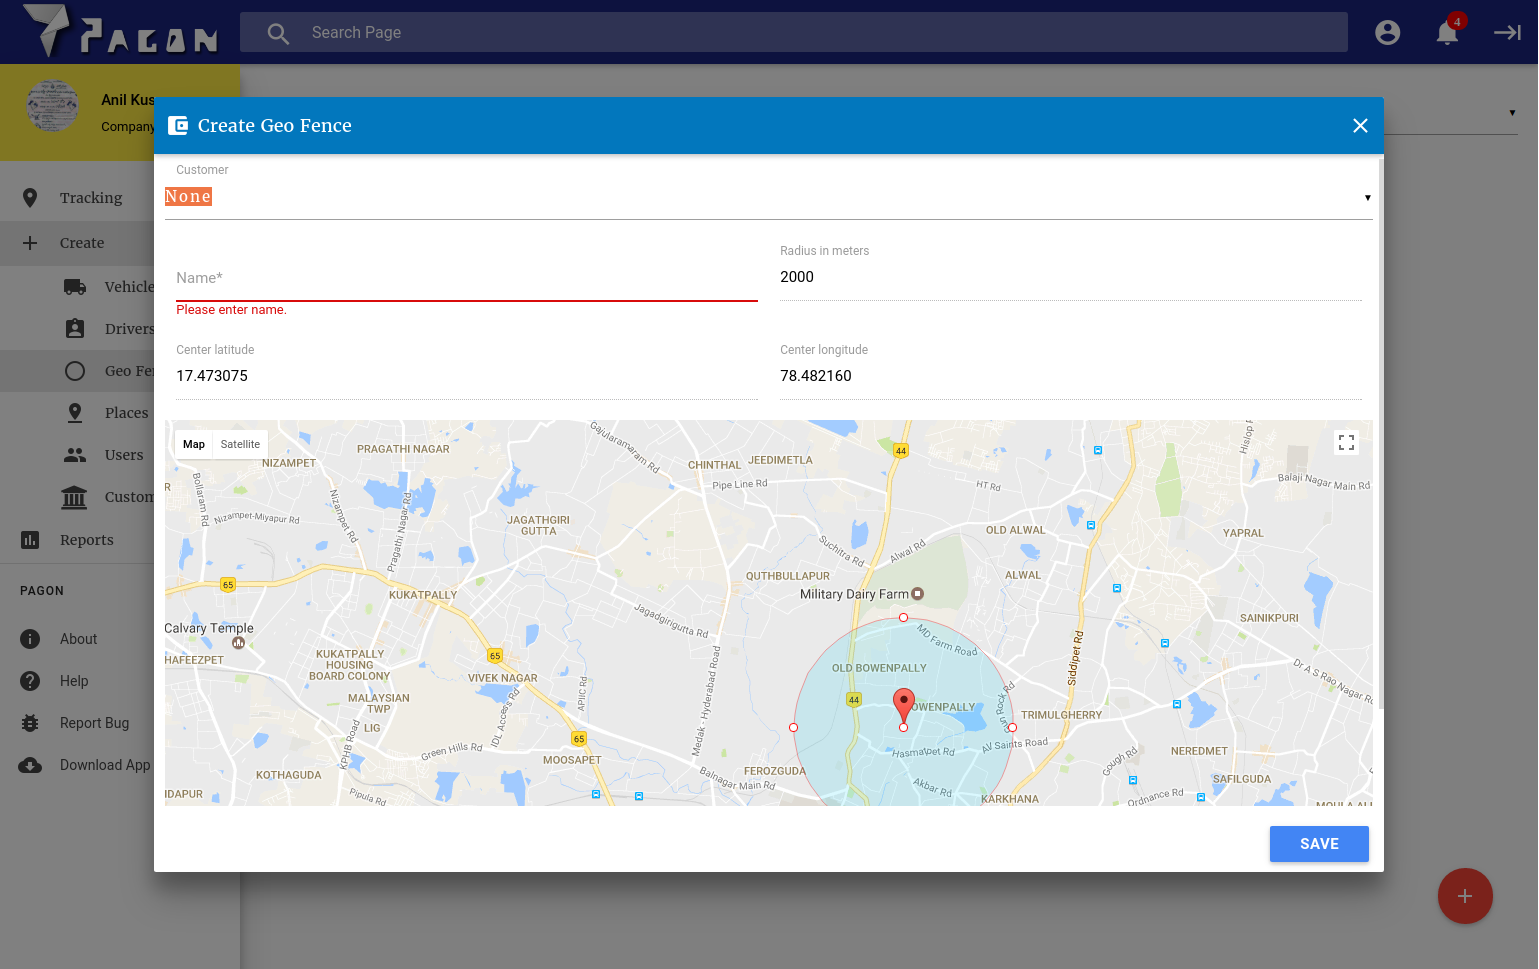 PAGON
Search Page
4
Anil Kus
Company
Create Geo Fence
Customer
None
Tracking
Create
Vehicle
Drivers
Geo Fe
Places
Users
Custom
Reports
PAGON
About
Help
Report Bug
Download App
Name*
Please enter name.
Radius in meters
2000
Center latitude
17.473075
Center longitude
78.482160
Map
Satellite
NIZAMPET
PRAGATHI NAGAR
Gajularamaram Rd
CHINTHAL
JEEDIMETLA
Pipe Line Rd
44
HT Rd
Hislop R
Balaji Nagar Main Rd
R
Bollaram Rd
Nizampet Rd
Nizampet-Miyapur Rd
Pragathi Nagar Rd
JAGATHGIRI
GUTTA
Suchitra Rd
Alwal Rd
OLD ALWAL
YAPRAL
65
KUKATPALLY
QUTHBULLAPUR
ALWAL
Military Dairy Farm
Jagadgirigutta Rd
Calvary Temple
SAINIKPURI
MD Farm Road
Siddipet Rd
HAFEEZPET
KUKATPALLY
HOUSING
BOARD COLONY
65
VIVEK NAGAR
OLD BOWENPALLY
Dr A S Rao Nagar Rd
MALAYSIAN
TWP
APIIC Rd
Medak - Hyderabad Road
44
OWENPALLY
TRIMULGHERRY
LIG
KPHB Road
IDL Access Rd
65
Green Hills Rd
Hasmatpet Rd
AV Saints Road
Gough Rd
NEREDMET
MOOSAPET
KOTHAGUDA
Balnagar Main Rd
FEROZGUDA
Akbar Rd
SAFILGUDA
IDAPUR
Pipula Rd
KARKHANA
Ordnance Rd
MOULA ALI
SAVE